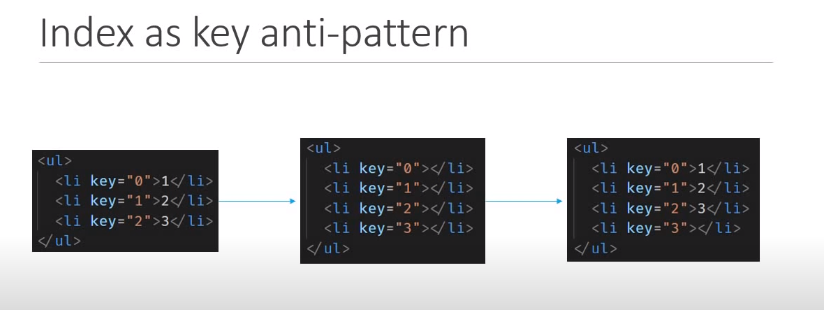 Index as key anti-pattern
<ul>
<li key="0">1</li>
<li key="1">2</li>
<li key="2">3</li>
</ul>
<ul>
<li key="0"></li>
<li key="1"></li>
<li key="2"></li>
<li key="3"></li>
</ul>
<ul>
<li key="0">1</li>
<li key="1">2</li>
<li key="2">3</li>
<li key="3"></li>
</ul>